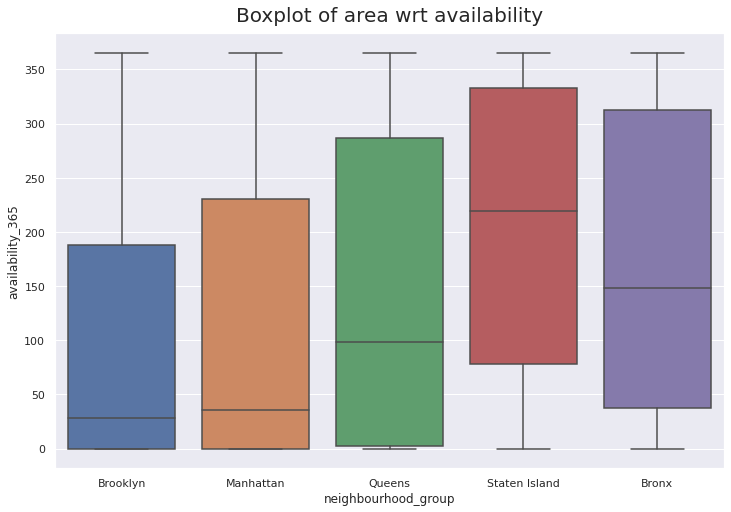 Boxplot of area wrt availability
350
300
250
200
150
100
50
0
availability_365
Brooklyn Manhattan Queens Staten Island Bronx
neighbourhood_group